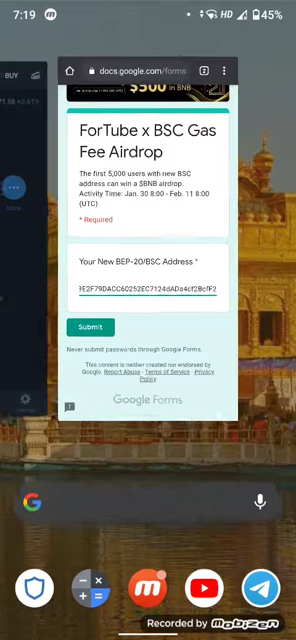 7:19
HD
45%
BUY
docs.google.com/forms
2
$500 in BNB
+0.61%
ForTube x BSC Gas
Fee Airdrop
The first 5,000 users with new BSC
address can win a $BNB airdrop.
Activity Time: Jan. 30 8:00 - Feb. 11 8:00
(UTC)
* Required
Your New BEP-20/BSC Address *
Submit
Never submit passwords through Google Forms.
This content is neither created nor endorsed by
Google. Report Abuse - Terms of Service - Privacy
Policy
Google Forms
Recorded by Mobizen